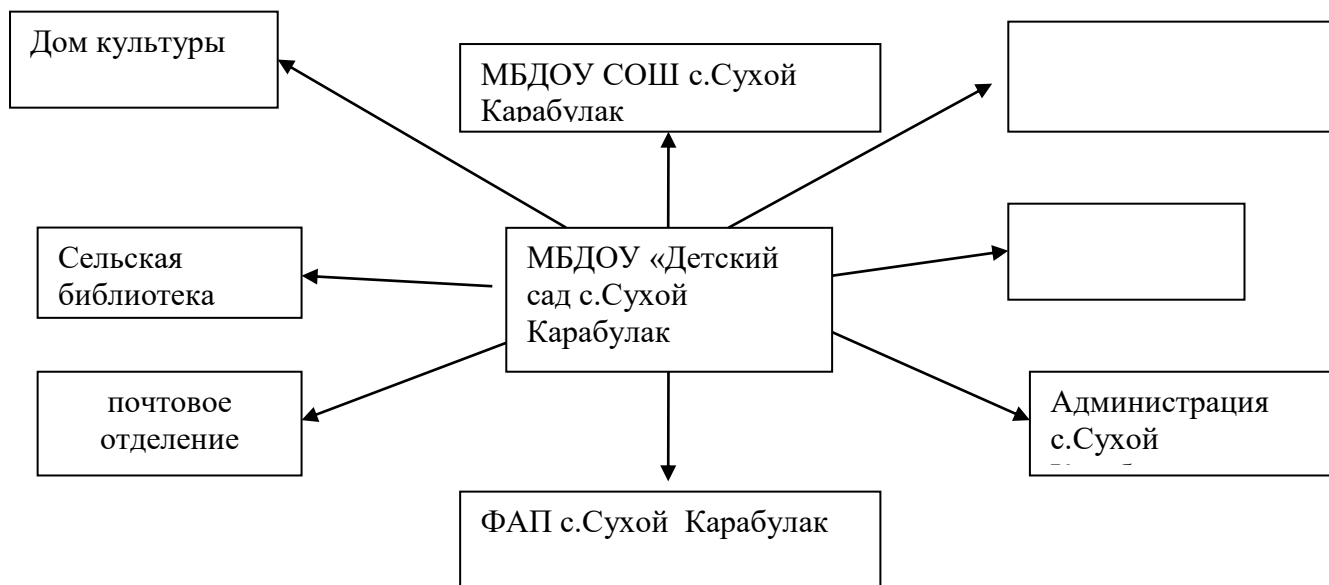 Дом культуры
МБДОУ СОШ с.Сухой
Карабулак
Сельская
библиотека
МБДОУ «Детский
сад с.Сухой
Карабулак
почтовое
отделение
Администрация
с.Сухой
ФАП с.Сухой Карабулак